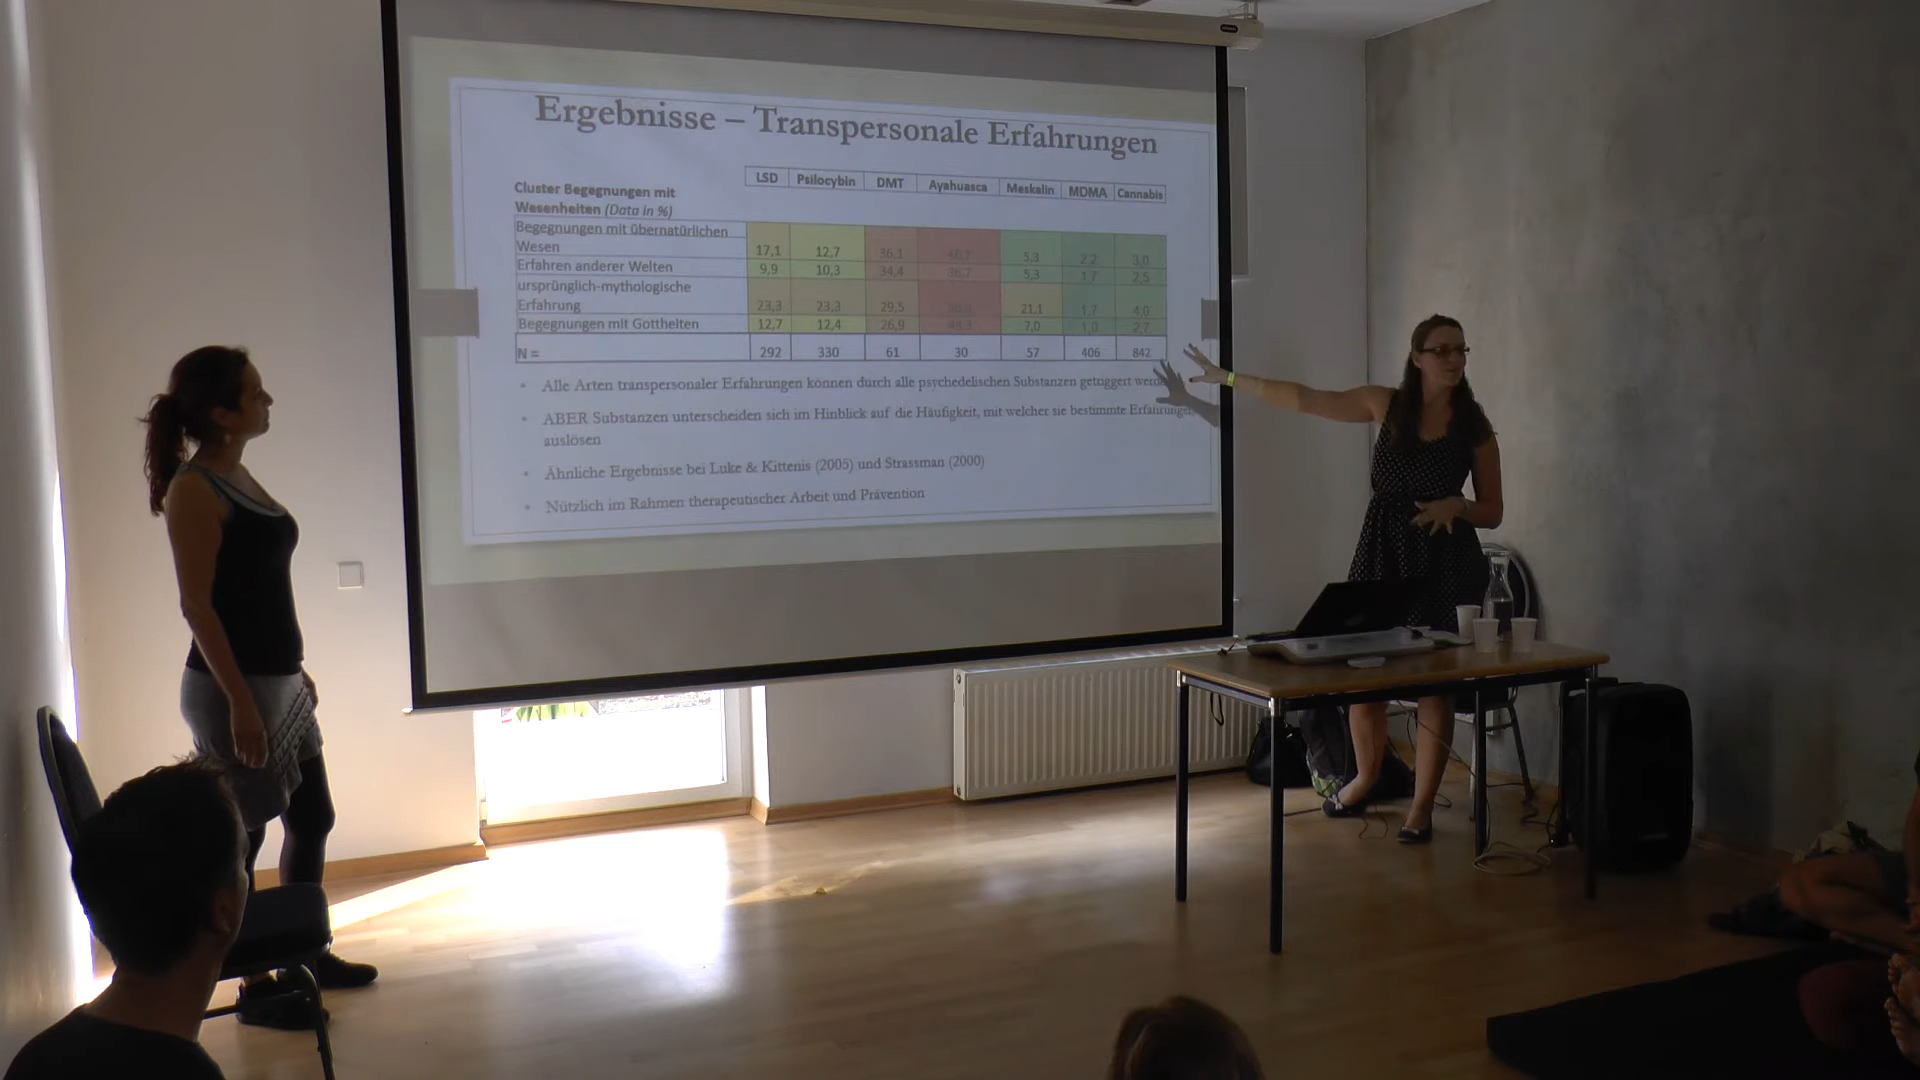 Ergebnisse – Transpersonale Erfahrungen
LSD Psilocybin DMT Ayahuasca Meskalin MDMA Cannabis
Cluster Begegnungen mit
Wesenheiten (Data in %)
Begegnungen mit übernatürlichen
Wesen 17,1 12,7 36,1 5,3 2,2 3,0
Erfahren anderer Welten 9,9 10,3 34,4 36,7 5,3 1,7 2,5
ursprünglich-mythologische
Erfahrung 23,3 23,3 29,5 21,1 1,7 4,0
Begegnungen mit Gottheiten 12,7 12,4 26,9 7,0 1,0 2,7
N = 292 330 61 30 57 406 842
• Alle Arten transpersonaler Erfahrungen können durch alle psychedelischen Substanzen getriggert
• ABER Substanzen unterscheiden sich im Hinblick auf die Häufigkeit, mit welcher sie bestimmte
auslösen
• Ähnliche Ergebnisse bei Luke & Kittenis (2005) und Strassman (2000)
• Nützlich im Rahmen therapeutischer Arbeit und Prävention